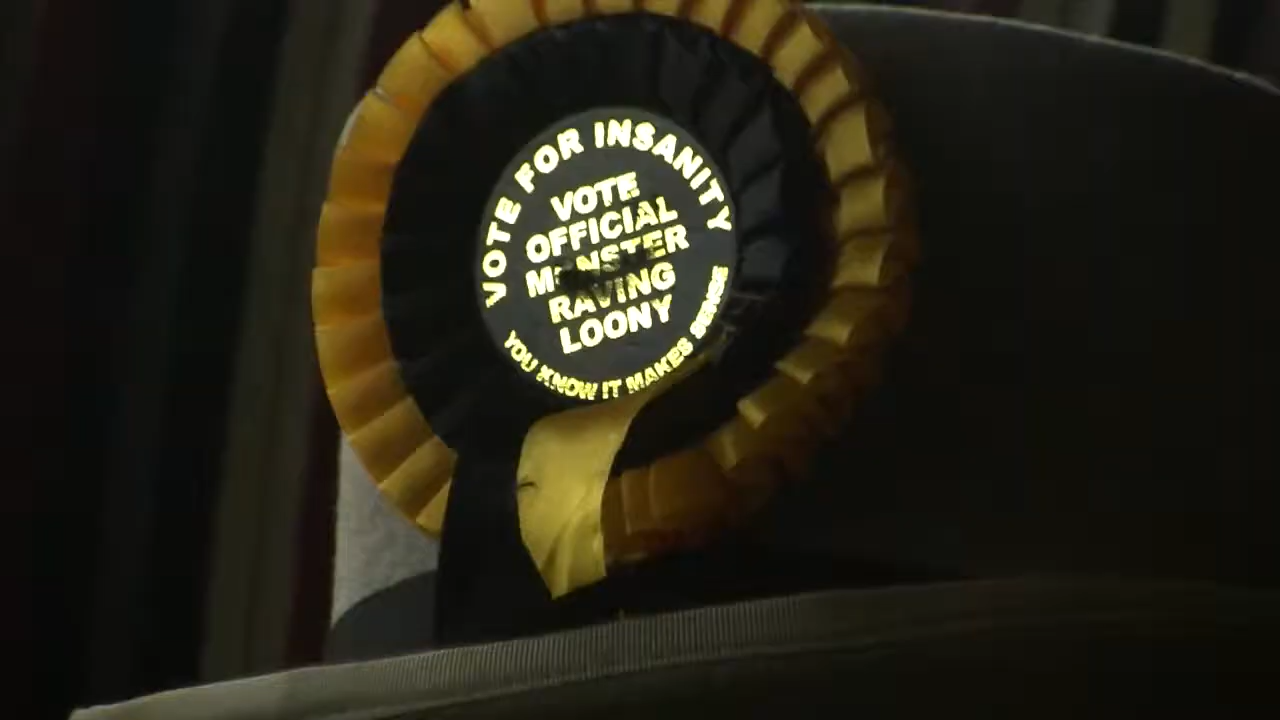 VOTE FOR INSANITY
VOTE
OFFICIAL
MONSTER
RAVING
LOONY
YOU KNOW IT MAKES SENSE